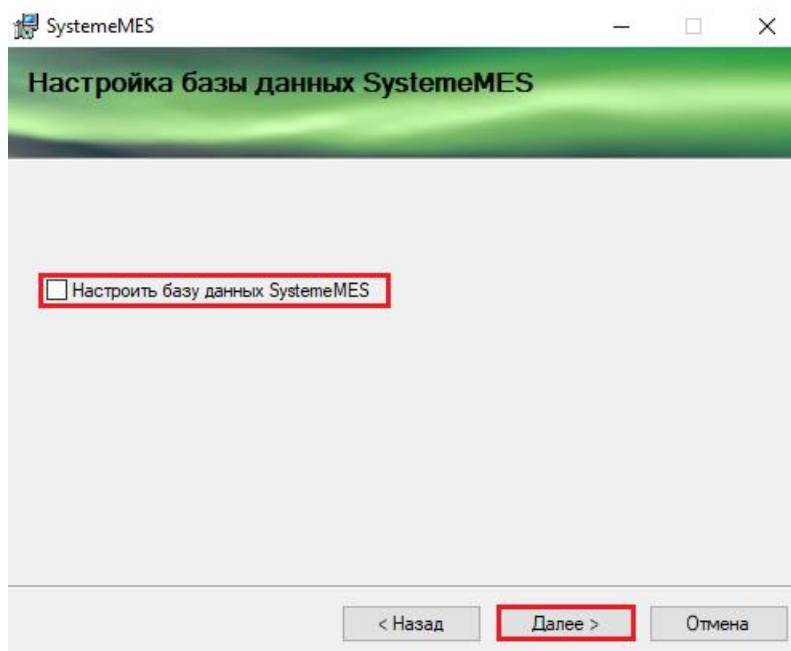 SystemeMES
Настройка базы данных SystemeMES
Настроить базу данных SystemeMES
< Назад
Далее >
Отмена